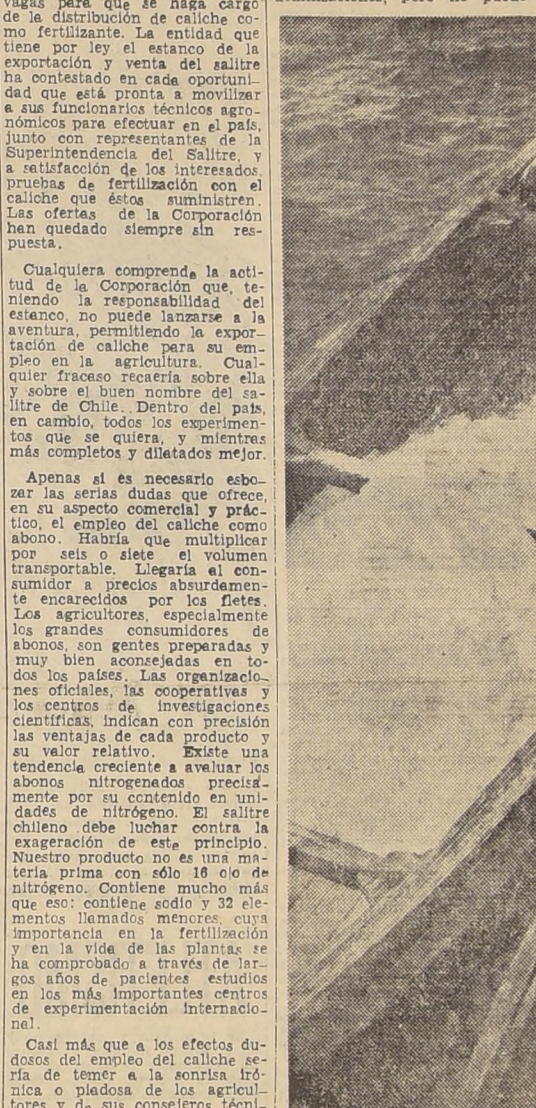 vagas para que se haga cargo
de la distribución de caliche co-
mo fertilizante. La entidad que
tiene por ley el estanco de la
exportación y venta del salitre
ha contestado en cada oportuni-
dad que está pronta a movilizar
a sus funcionarios técnicos agro-
nómicos para efectuar en el país,
junto con representantes de la
Superintendencia del Salitre, y
a satisfacción de los interesados,
pruebas de fertilización con el
caliche que éstos suministren.
Las ofertas de la Corporación
han quedado siempre sin res-
puesta.
Cualquiera comprende la acti-
tud de la Corporación que, te-
niendo la responsabilidad del
estanco, no puede lanzarse a la
aventura, permitiendo la expor-
tación de caliche para su em-
pleo en la agricultura. Cual-
quier fracaso recaería sobre ella
y sobre el buen nombre del sa-
litre de Chile. Dentro del país,
en cambio, todos los experimen-
tos que se quiera, y mientras
más completos y dilatados mejor.
Apenas si es necesario esbo-
zar las serias dudas que ofrece,
en su aspecto comercial y prác-
tico, el empleo del caliche como
abono. Habría que multiplicar
por seis o siete el volumen
transportable. Llegaría al con-
sumidor a precios absurdamen-
te encarecidos por los fletes.
Los agricultores, especialmente
los grandes consumidores de
abonos, son gentes preparadas y
muy bien aconsejadas en to-
dos los países. Las organizacio-
nes oficiales, las cooperativas y
los centros de investigaciones
científicas, indican con precisión
las ventajas de cada producto y
su valor relativo. Existe una
tendencia creciente a avaluar los
abonos nitrogenados precisa-
mente por su contenido en uni-
dades de nitrógeno. El salitre
chileno debe luchar contra la
exageración de este principio.
Nuestro producto no es una ma-
teria prima con sólo 16 o|o de
nitrógeno. Contiene mucho más
que eso: contiene sodio y 32 ele-
mentos llamados menores, cuya
importancia en la fertilización
y en la vida de las plantas se
ha comprobado a través de lar-
gos años de pacientes estudios
en los más importantes centros
de experimentación internacio-
nal.
Casi más que a los efectos du-
dosos del empleo del caliche se-
ría de temer a la sonrisa iró-
nica o piadosa de los agricul-
tores y de sus consejeros técni-